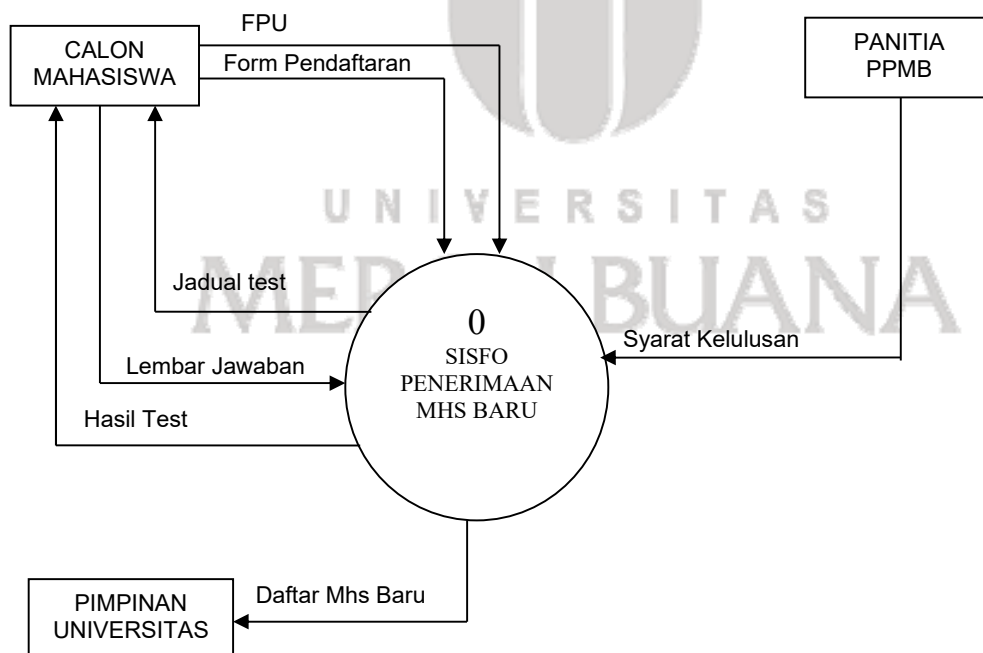 FPU
CALON
MAHASISWA
Form Pendaftaran
PANITIA
PPMB
UNIVERSITAS
MER BUANA
Jadual test
0
SISFO
PENERIMAAN
MHS BARU
Syarat Kelulusan
Lembar Jawaban
Hasil Test
Daftar Mhs Baru
PIMPINAN
UNIVERSITAS